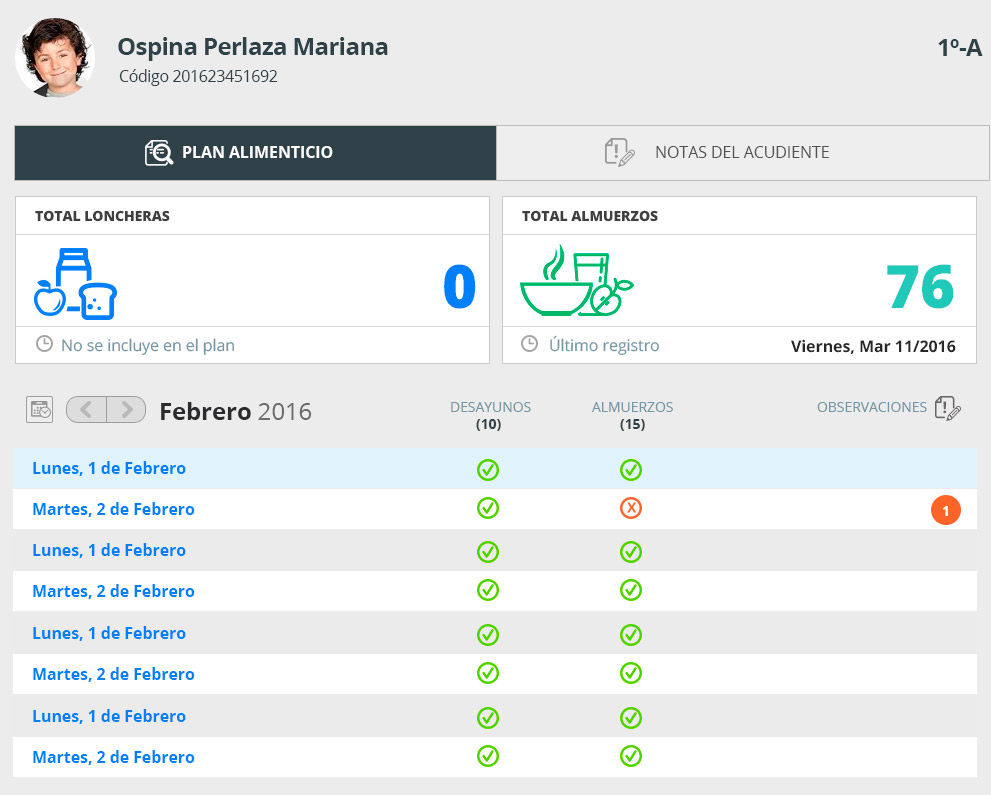 Ospina Perlaza Mariana
1º-A
Código 201623451692
PLAN ALIMENTICIO
NOTAS DEL ACUDIENTE
TOTAL LONCHERAS
TOTAL ALMUERZOS
0
76
No se incluye en el plan
Último registro
Viernes, Mar 11/2016
Febrero 2016
DESAYUNOS
(10)
ALMUERZOS
(15)
OBSERVACIONES
Lunes, 1 de Febrero
Martes, 2 de Febrero
X
1
Lunes, 1 de Febrero
Martes, 2 de Febrero
Lunes, 1 de Febrero
Martes, 2 de Febrero
Lunes, 1 de Febrero
Martes, 2 de Febrero